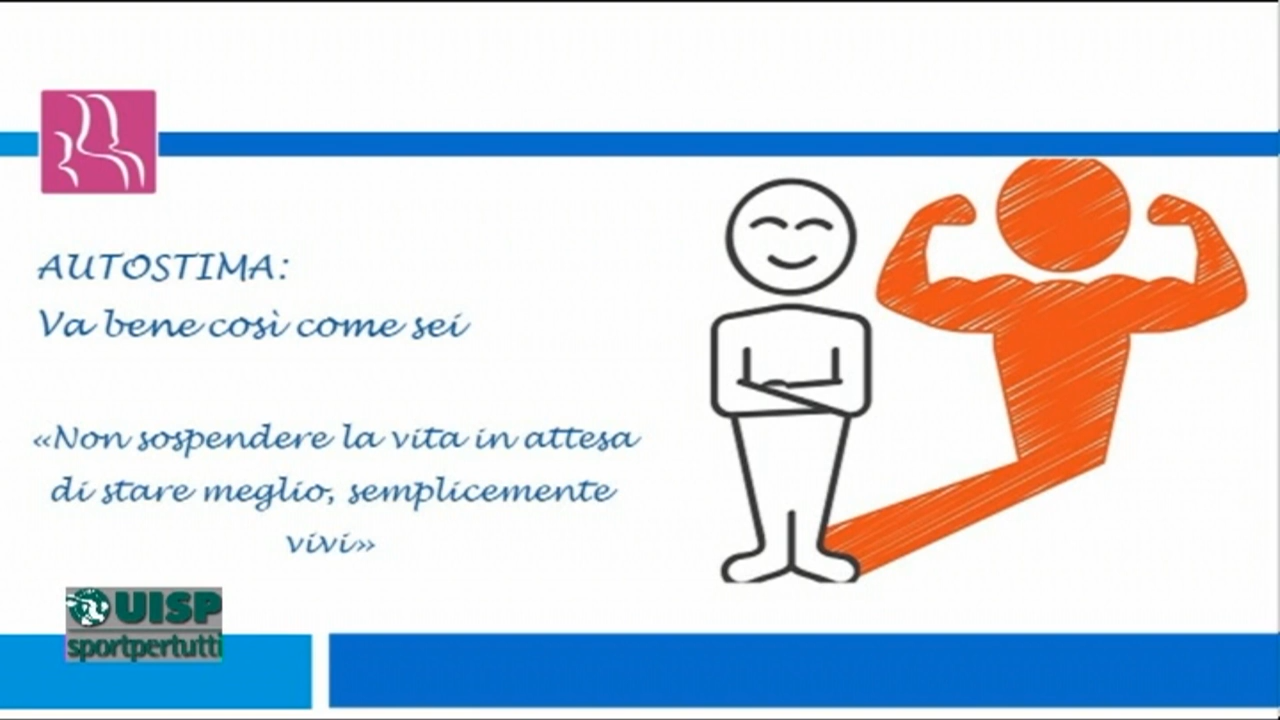 AUTOSTIMA:
Va bene così come sei
«Non sospendere la vita in attesa
di stare meglio, semplicemente
vivi»
UISP
sportpertutti